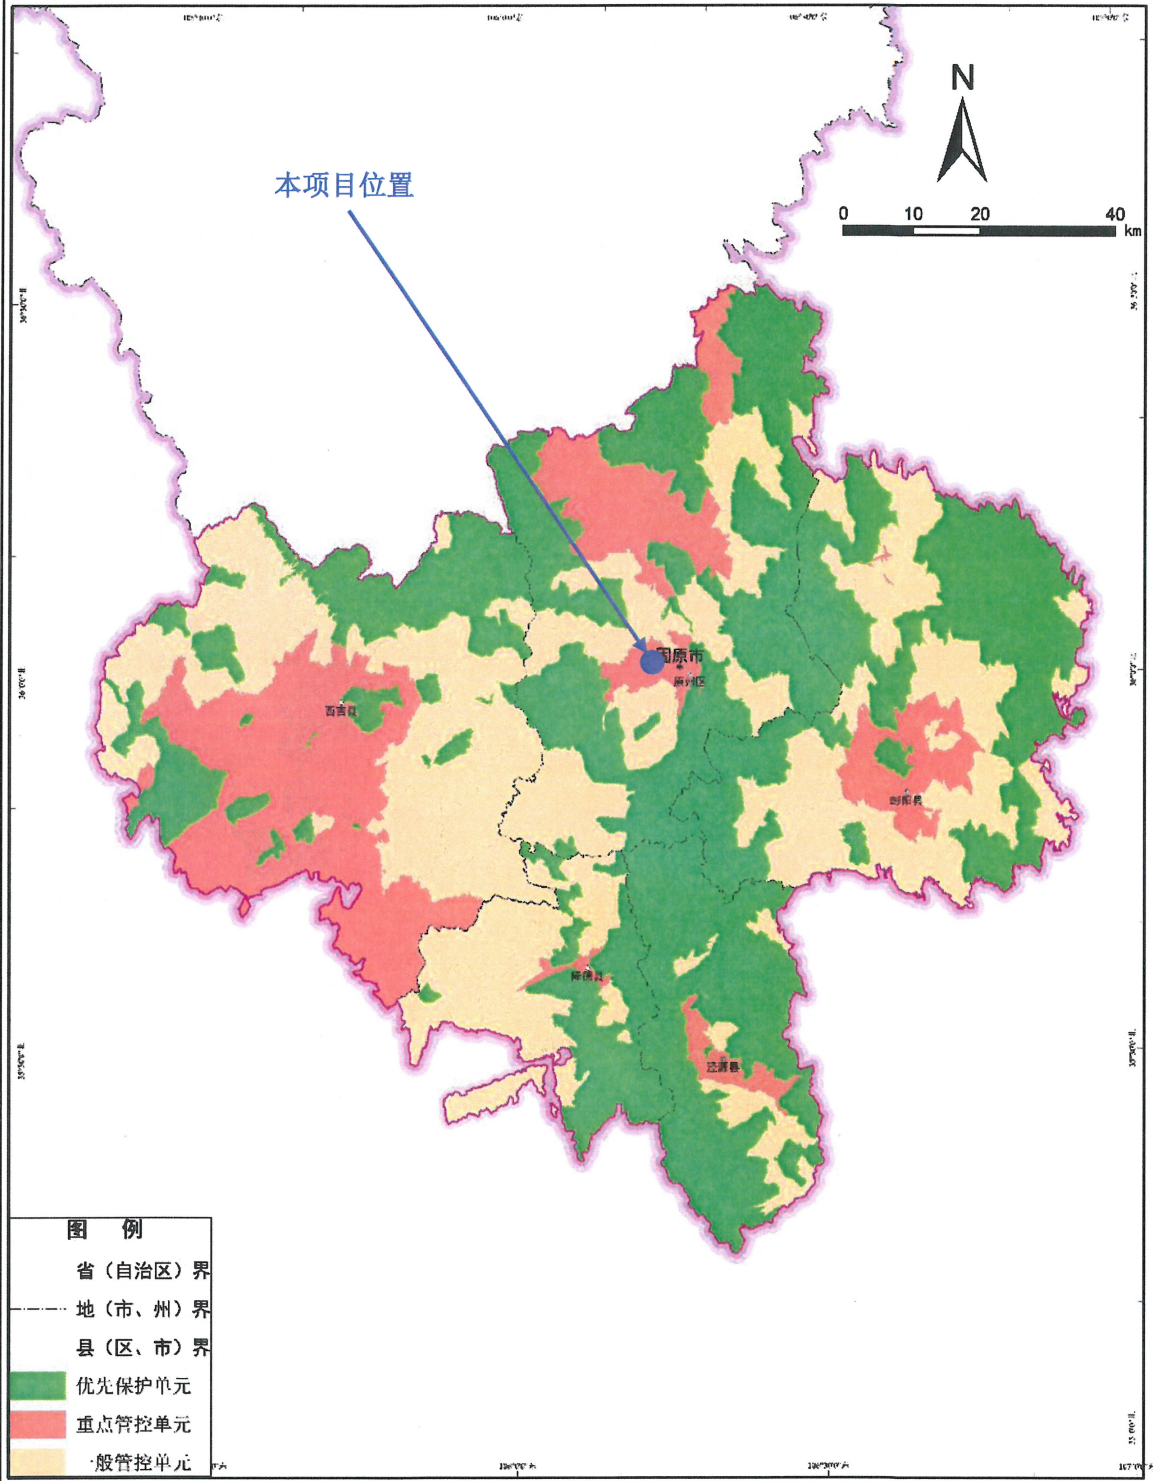 N
本项目位置
0 10 20 40
km
固原市
原州区
西吉县
彭阳县
隆德县
泾源县
图 例
省（自治区）界
地（市、州）界
县（区、市）界
优先保护单元
重点管控单元
一般管控单元